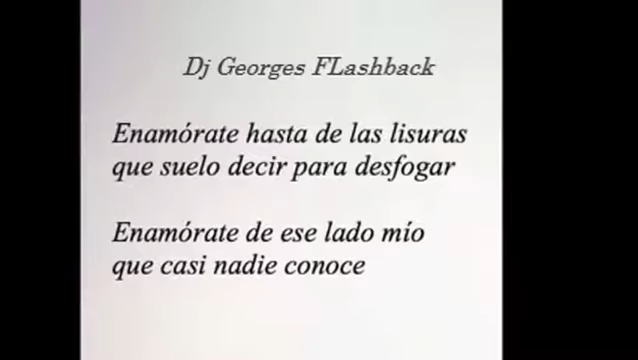 Dj Georges FLashback
Enamórate hasta de las lisuras
que suelo decir para desfogar
Enamórate de ese lado mío
que casi nadie conoce